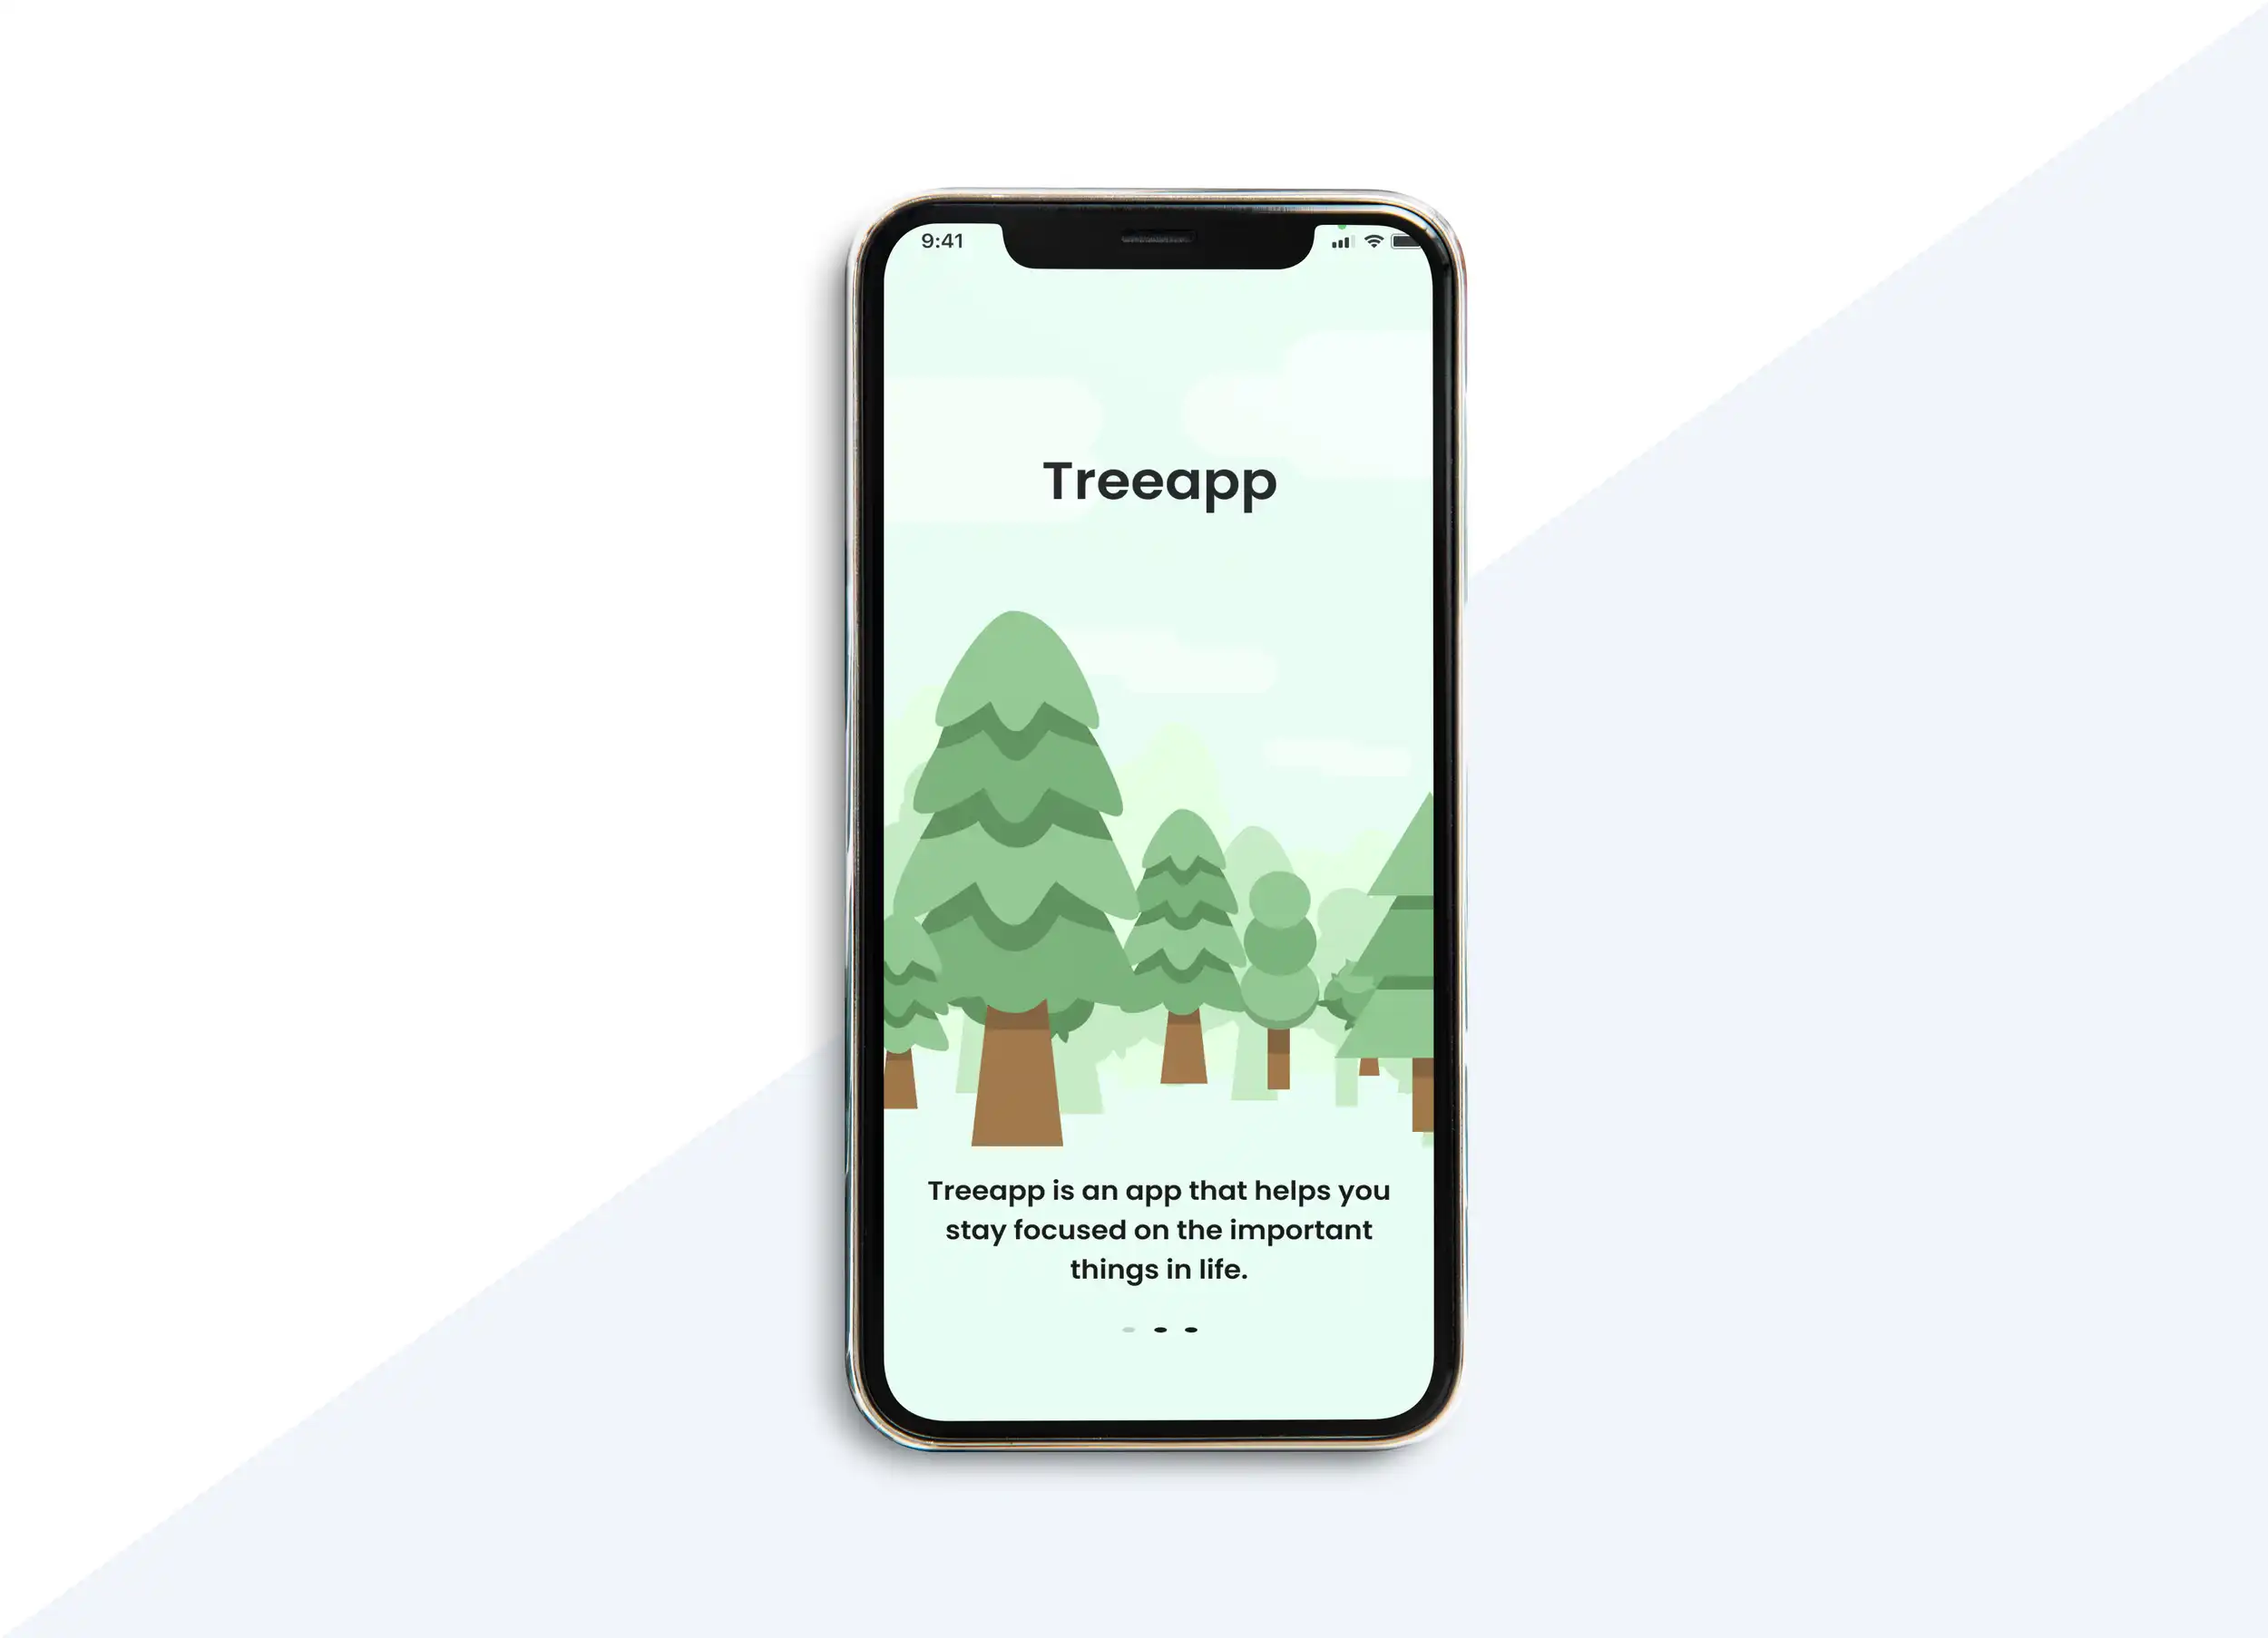 9:41
Treeapp
Treeapp is an app that helps you
stay focused on the important
things in life.